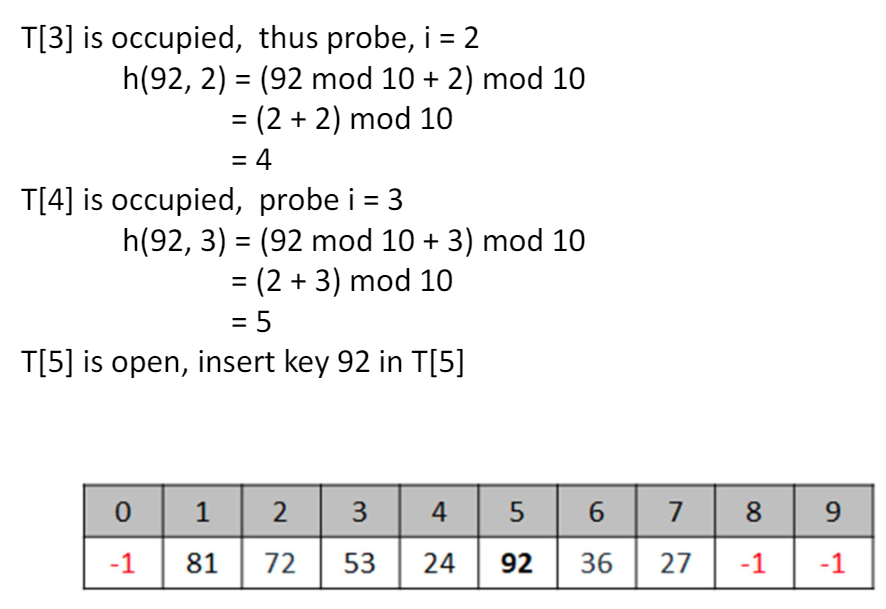 T[3] is occupied, thus probe, i = 2
h(92, 2) = (92 mod 10 + 2) mod 10
= (2 + 2) mod 10
= 4
T[4] is occupied, probe i = 3
h(92, 3) = (92 mod 10 + 3) mod 10
= (2 + 3) mod 10
= 5
T[5] is open, insert key 92 in T[5]
0 1 2 3 4 5 6 7 8 9
-1 81 72 53 24 92 36 27 -1 -1